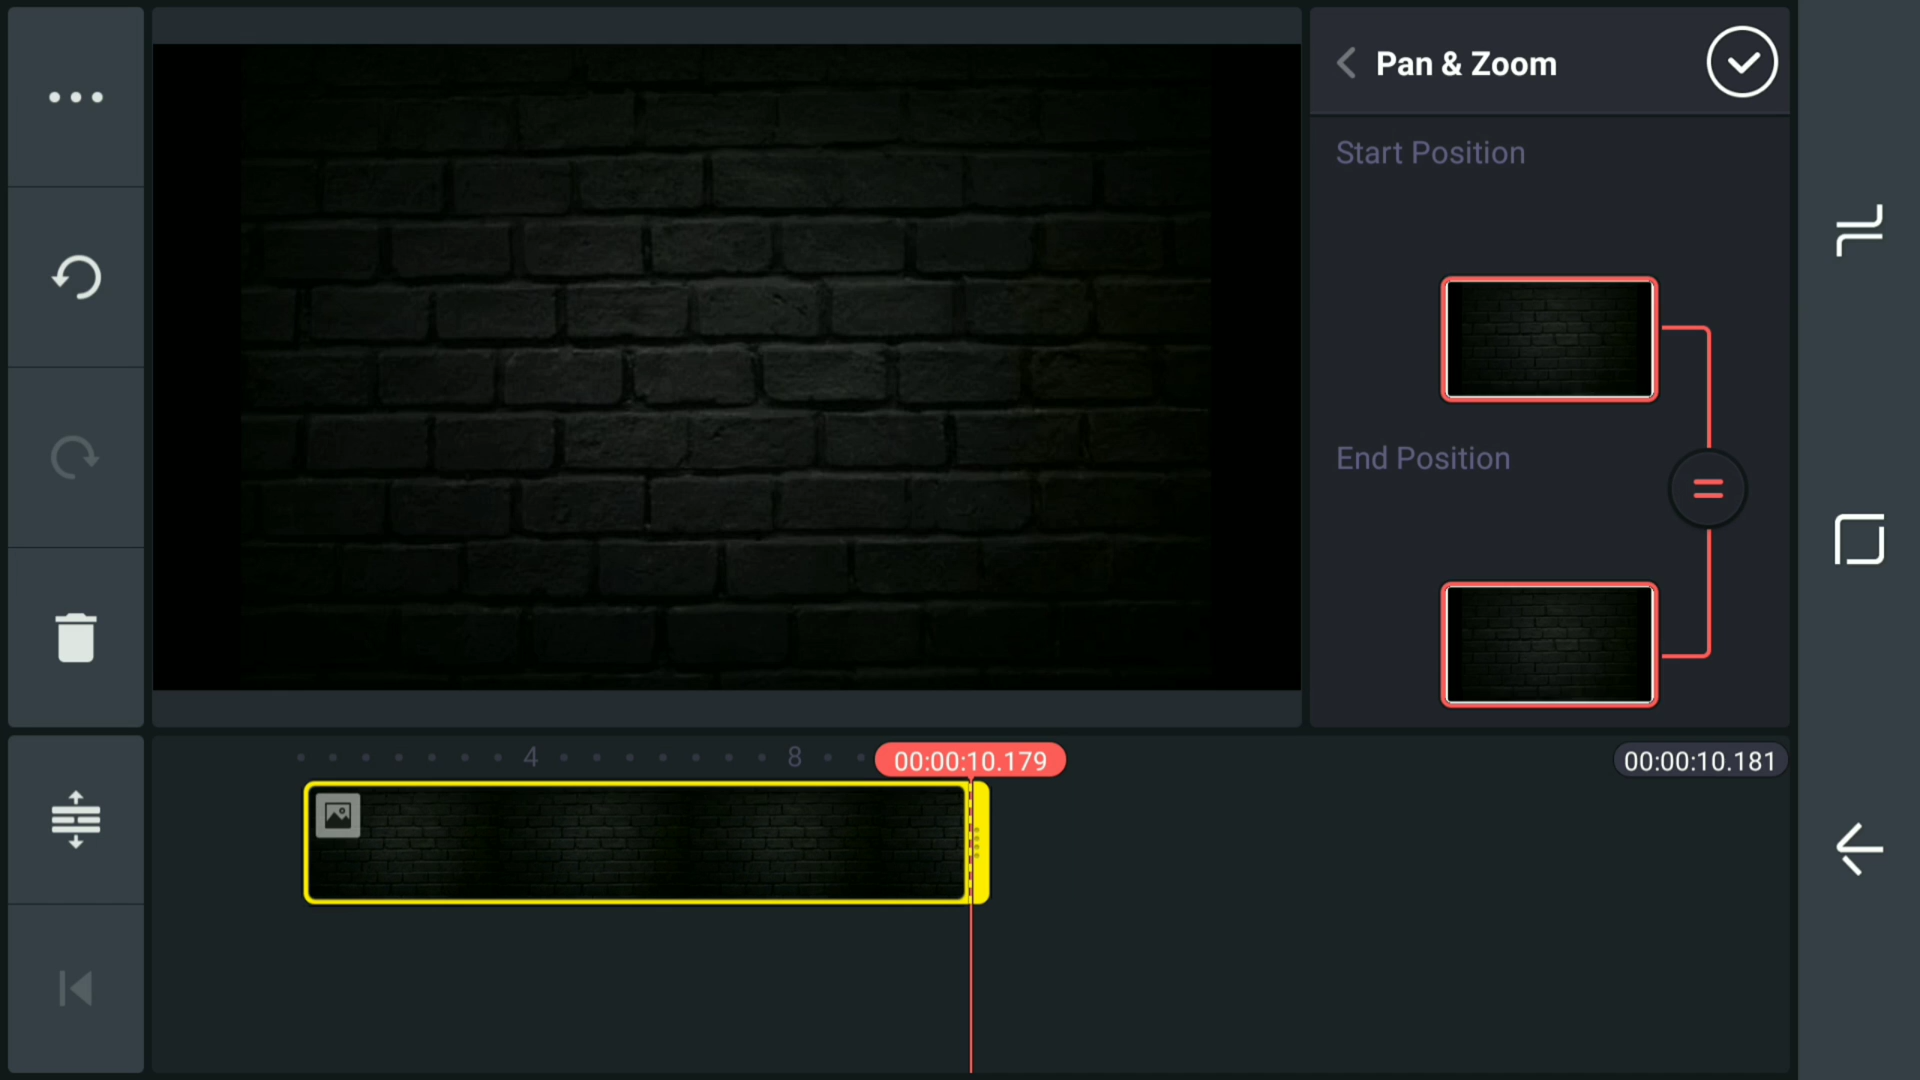 Pan & Zoom
Start Position
End Position
4
8
00:00:10.179
00:00:10.181